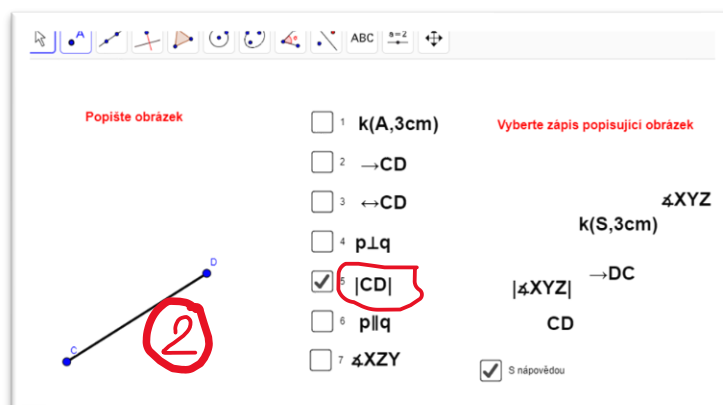 A
ABC
a=2
Popište obrázek
1 k(A,3cm)
2 →CD
3 ↔CD
4 p⊥q
5 |CD|
6 p∥q
7 ∡XZY
D
C
2
Vyberte zápis popisující obrázek
∡XYZ
k(S,3cm)
→DC
|∡XYZ|
CD
S nápovědou